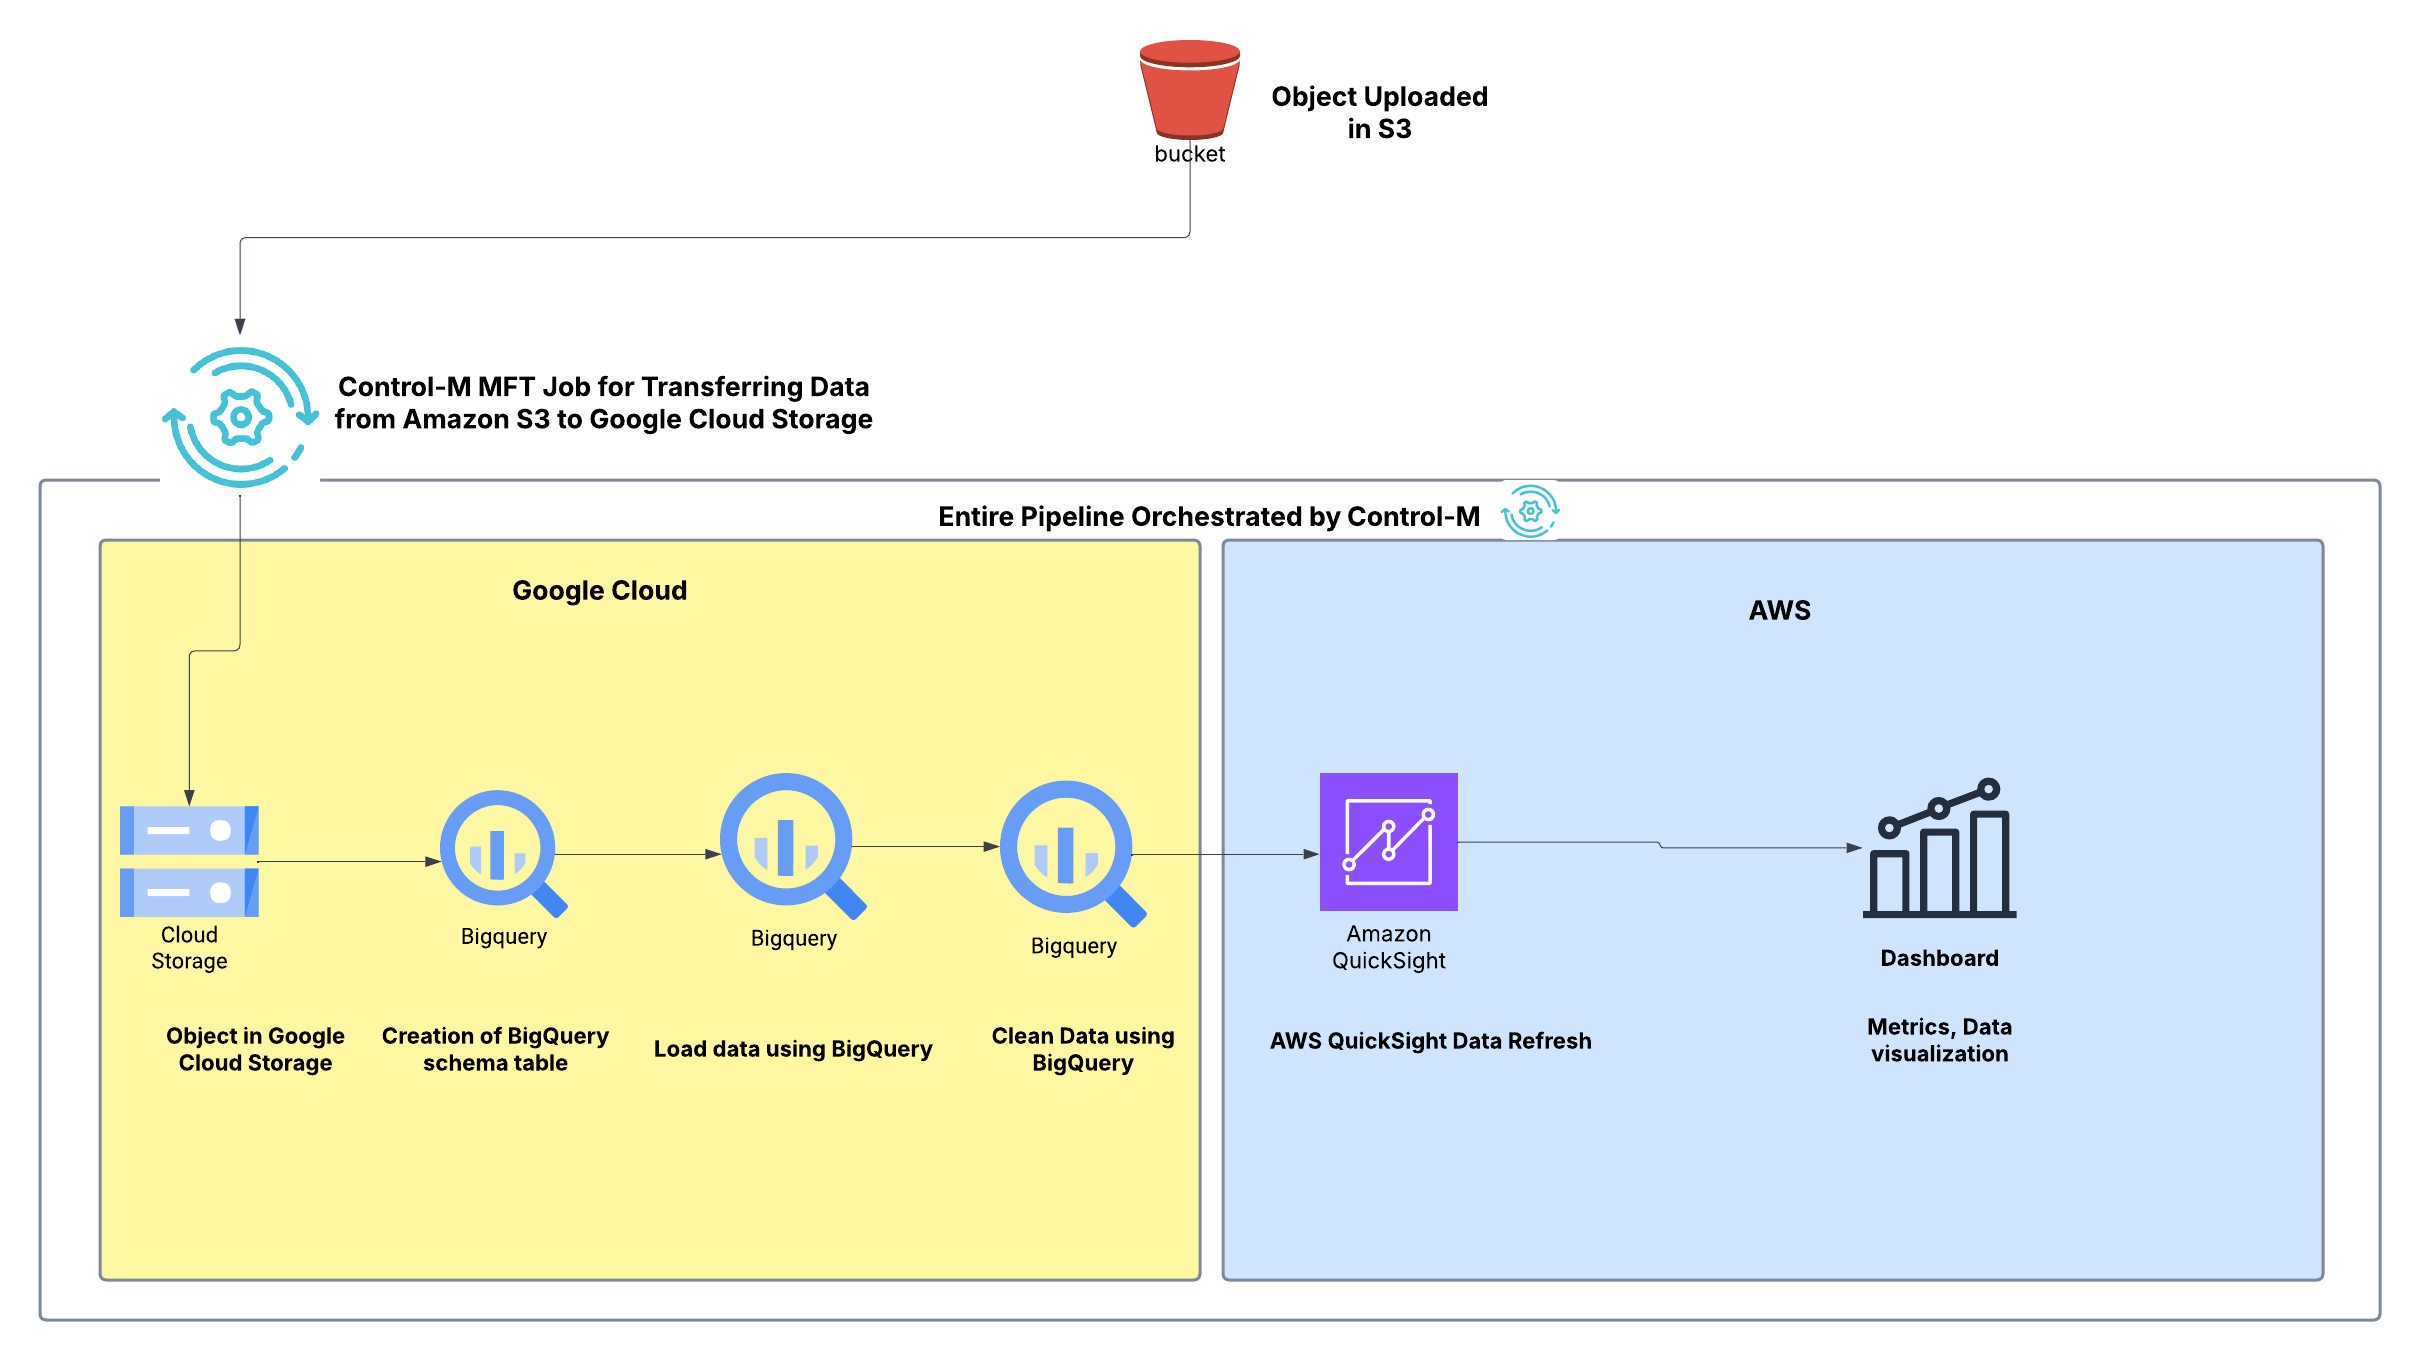 Object Uploaded
in S3
bucket
Control-M MFT Job for Transferring Data
from Amazon S3 to Google Cloud Storage
Entire Pipeline Orchestrated by Control-M
Google Cloud
AWS
Cloud
Storage
Bigquery
Bigquery
Bigquery
Amazon
QuickSight
Dashboard
Object in Google
Cloud Storage
Creation of BigQuery
schema table
Load data using BigQuery
Clean Data using
BigQuery
AWS QuickSight Data Refresh
Metrics, Data
visualization